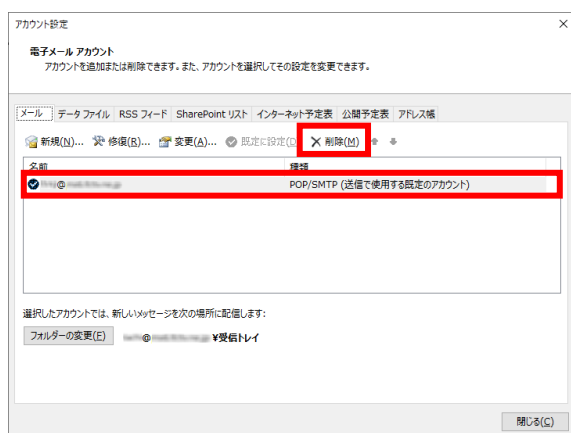 アカウント設定
電子メール アカウント
アカウントを追加または削除できます。また、アカウントを選択してその設定を変更できます。
メール データ ファイル RSS フィード SharePoint リスト インターネット予定表 公開予定表 アドレス帳
新規(N)... 修復(R)... 変更(A)... 既定に設定(D) 削除(M)
名前 種類
@ POP/SMTP (送信で使用する既定のアカウント)
選択したアカウントでは、新しいメッセージを次の場所に配信します:
フォルダーの変更(F) @ ¥受信トレイ
閉じる(C)